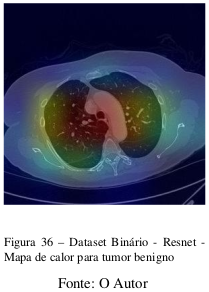 Figura 36 – Dataset Binário - Resnet -
Mapa de calor para tumor benigno
Fonte: O Autor